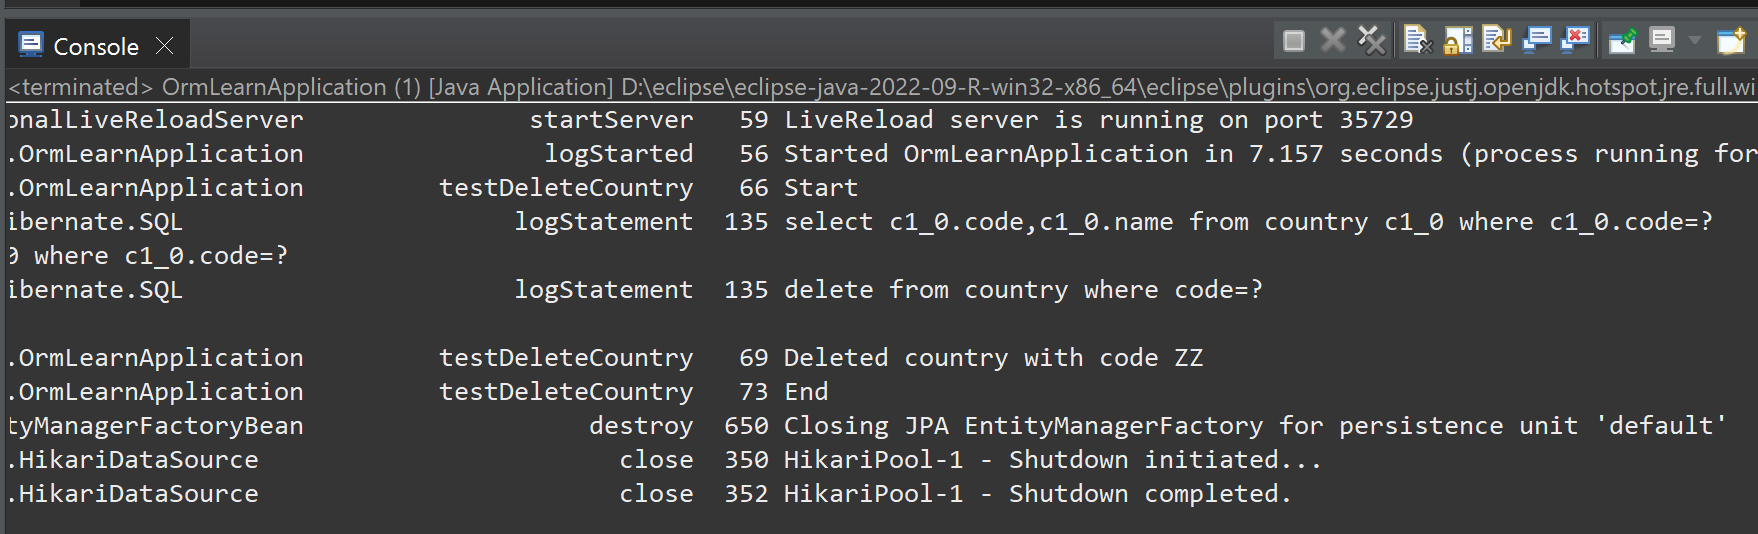 Console
<terminated> OrmLearnApplication (1) [Java Application] D:\eclipse\eclipse-java-2022-09-R-win32-x86_64\eclipse\plugins\org.eclipse.justj.openjdk.hotspot.jre.full.wi
onalLiveReloadServer startServer 59 LiveReload server is running on port 35729
.OrmLearnApplication logStarted 56 Started OrmLearnApplication in 7.157 seconds (process running for
.OrmLearnApplication testDeleteCountry 66 Start
ibernate.SQL logStatement 135 select c1_0.code,c1_0.name from country c1_0 where c1_0.code=?
0 where c1_0.code=?
ibernate.SQL logStatement 135 delete from country where code=?
.OrmLearnApplication testDeleteCountry 69 Deleted country with code ZZ
.OrmLearnApplication testDeleteCountry 73 End
tyManagerFactoryBean destroy 650 Closing JPA EntityManagerFactory for persistence unit 'default'
.HikariDataSource close 350 HikariPool-1 - Shutdown initiated...
.HikariDataSource close 352 HikariPool-1 - Shutdown completed.